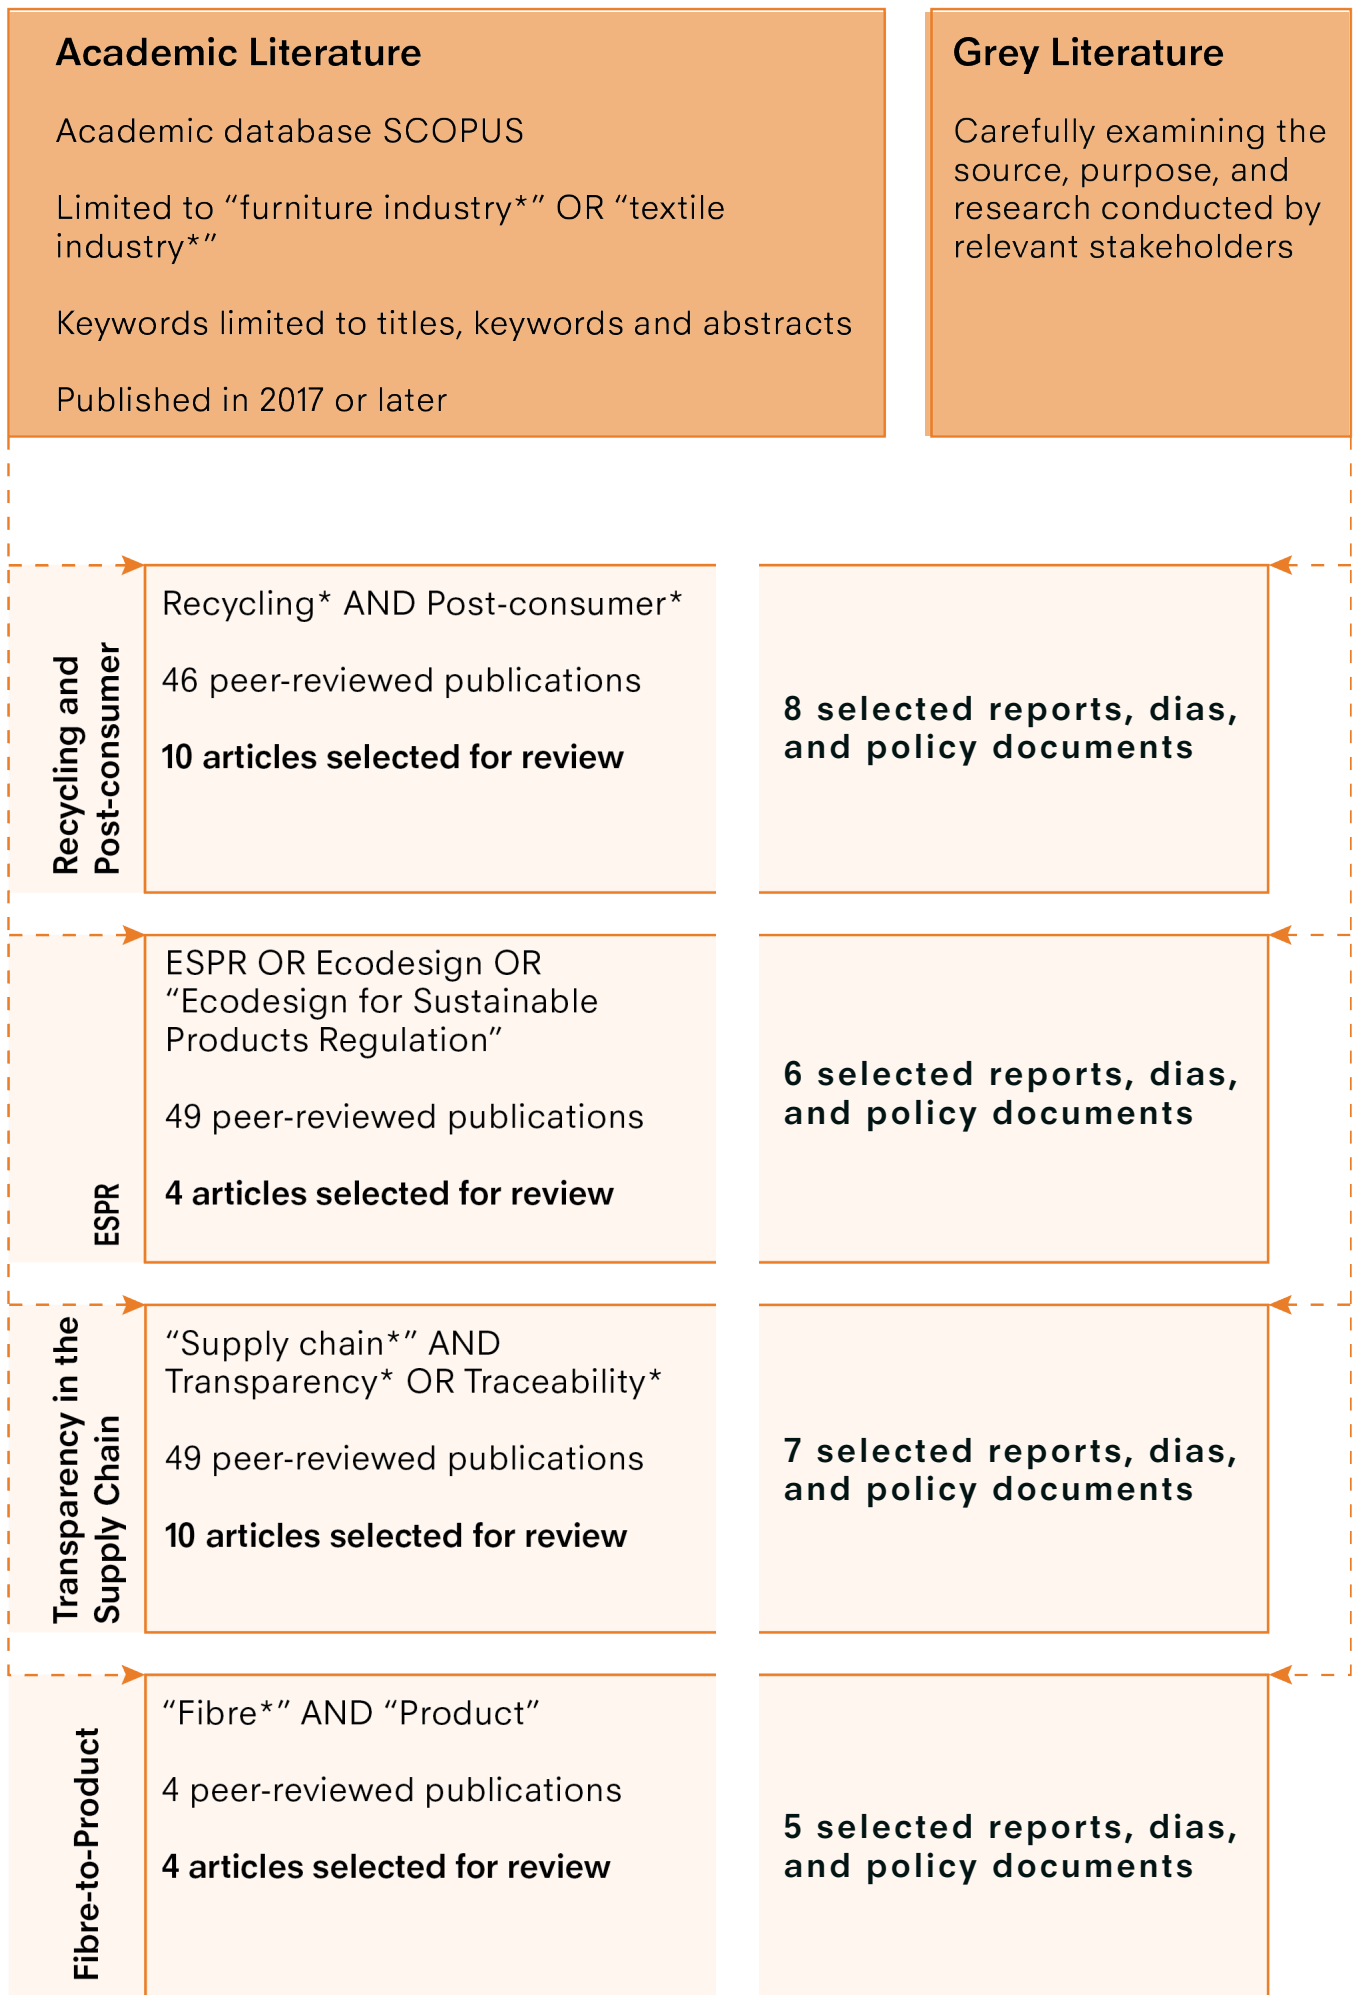 Academic Literature
Academic database SCOPUS
Limited to “furniture industry*” OR “textile
industry*”
Keywords limited to titles, keywords and abstracts
Published in 2017 or later
Grey Literature
Carefully examining the
source, purpose, and
research conducted by
relevant stakeholders
Recycling and
Post-consumer
Recycling* AND Post-consumer*
46 peer-reviewed publications
10 articles selected for review
8 selected reports, dias,
and policy documents
ESPR
ESPR OR Ecodesign OR
“Ecodesign for Sustainable
Products Regulation”
49 peer-reviewed publications
4 articles selected for review
6 selected reports, dias,
and policy documents
Transparency in the
Supply Chain
“Supply chain*” AND
Transparency* OR Traceability*
49 peer-reviewed publications
10 articles selected for review
7 selected reports, dias,
and policy documents
Fibre-to-Product
“Fibre*” AND “Product”
4 peer-reviewed publications
4 articles selected for review
5 selected reports, dias,
and policy documents